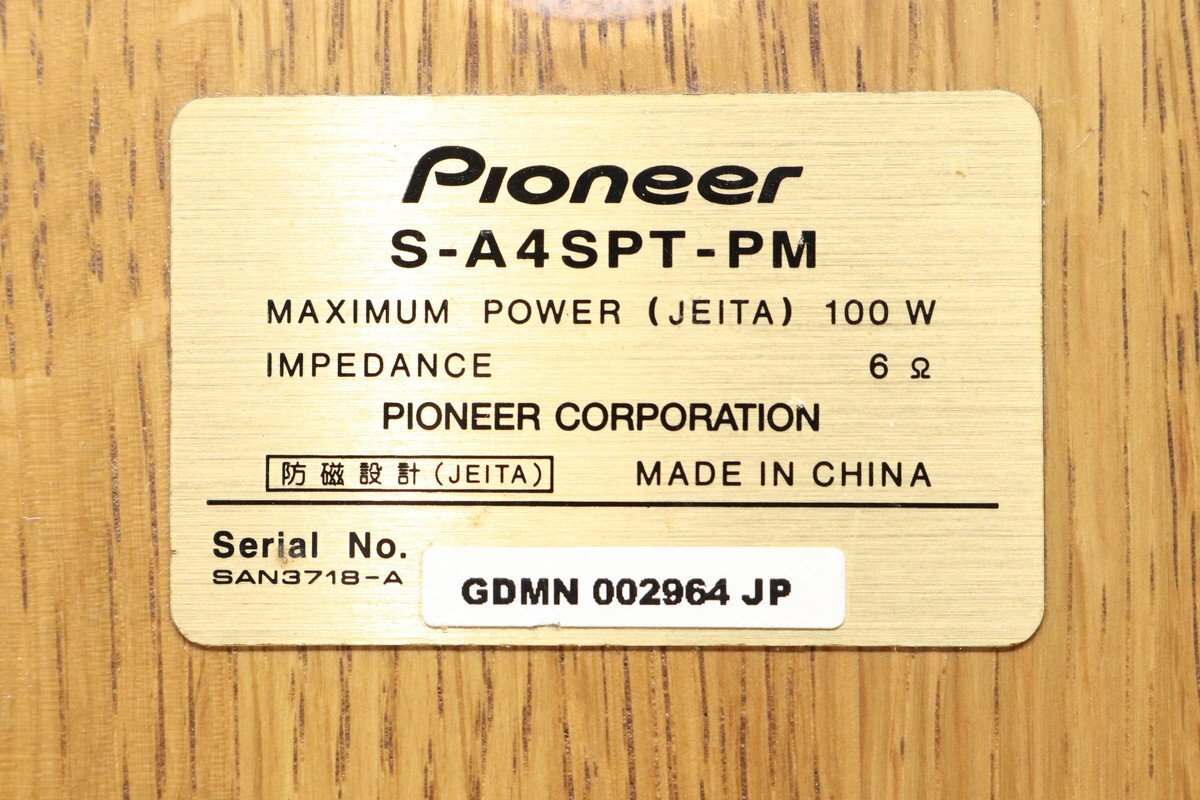 Pioneer
S-A4SPT-PM
MAXIMUM POWER (JEITA) 100 W
IMPEDANCE 6 Ω
PIONEER CORPORATION
防磁設計(JEITA) MADE IN CHINA
Serial No.
SAN3718-A
GDMN 002964 JP